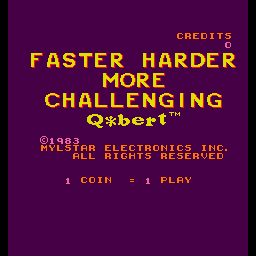 CREDITS
0
FASTER HARDER
MORE
CHALLENGING
Q*bert™
©1983
MYLSTAR ELECTRONICS INC.
ALL RIGHTS RESERVED
1 COIN = 1 PLAY